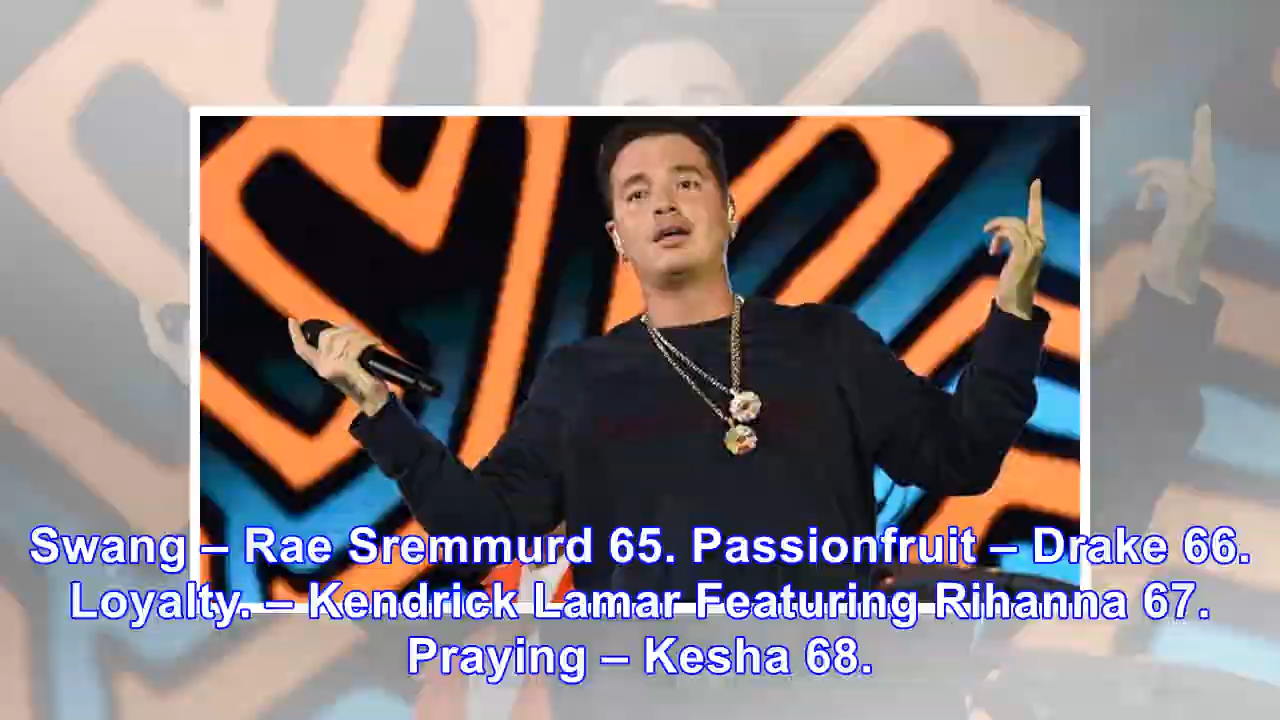 Swang – Rae Sremmurd 65. Passionfruit – Drake 66.
Loyalty. – Kendrick Lamar Featuring Rihanna 67.
Praying – Kesha 68.